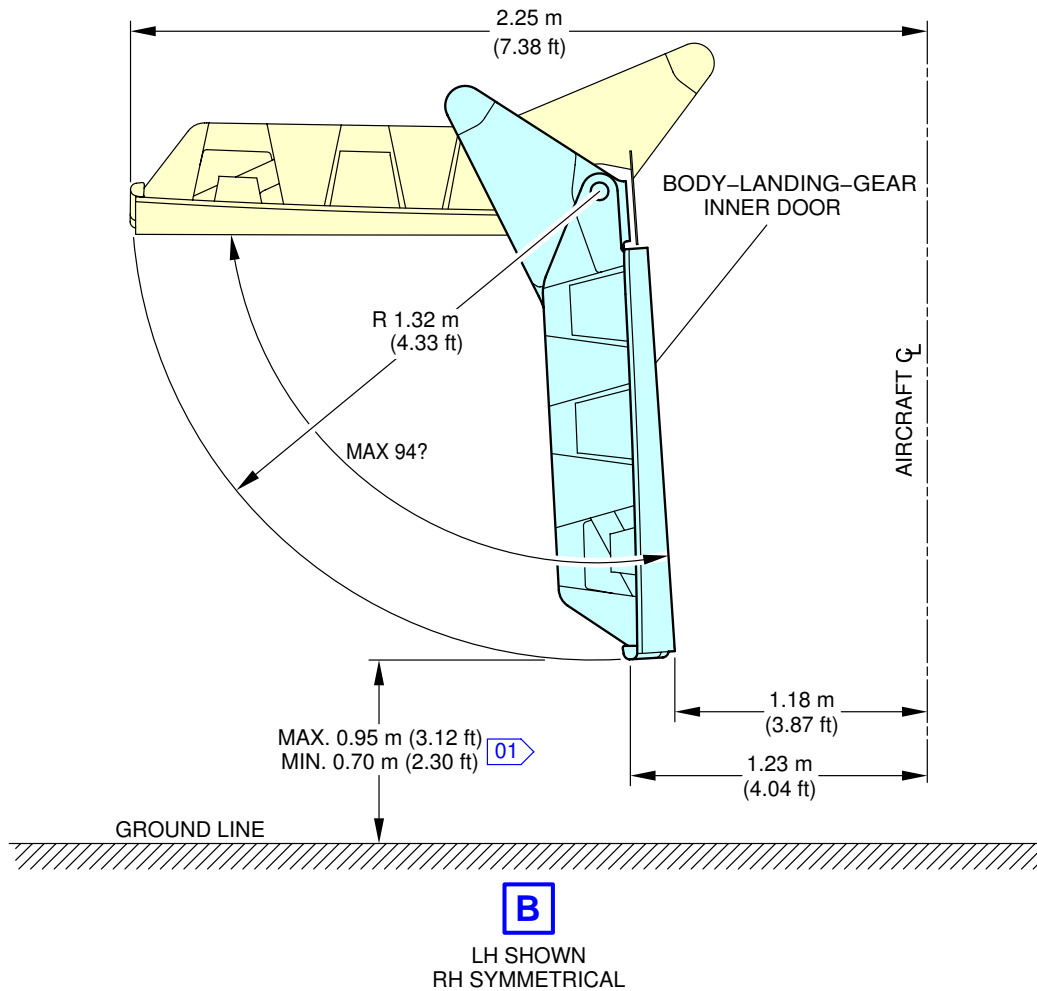 2.25 m
(7.38 ft)
BODY–LANDING–GEAR
INNER DOOR
R 1.32 m
(4.33 ft)
AIRCRAFT ℄
MAX 94?
1.18 m
(3.87 ft)
MAX. 0.95 m (3.12 ft)
MIN. 0.70 m (2.30 ft)
01
1.23 m
(4.04 ft)
GROUND LINE
B
LH SHOWN
RH SYMMETRICAL